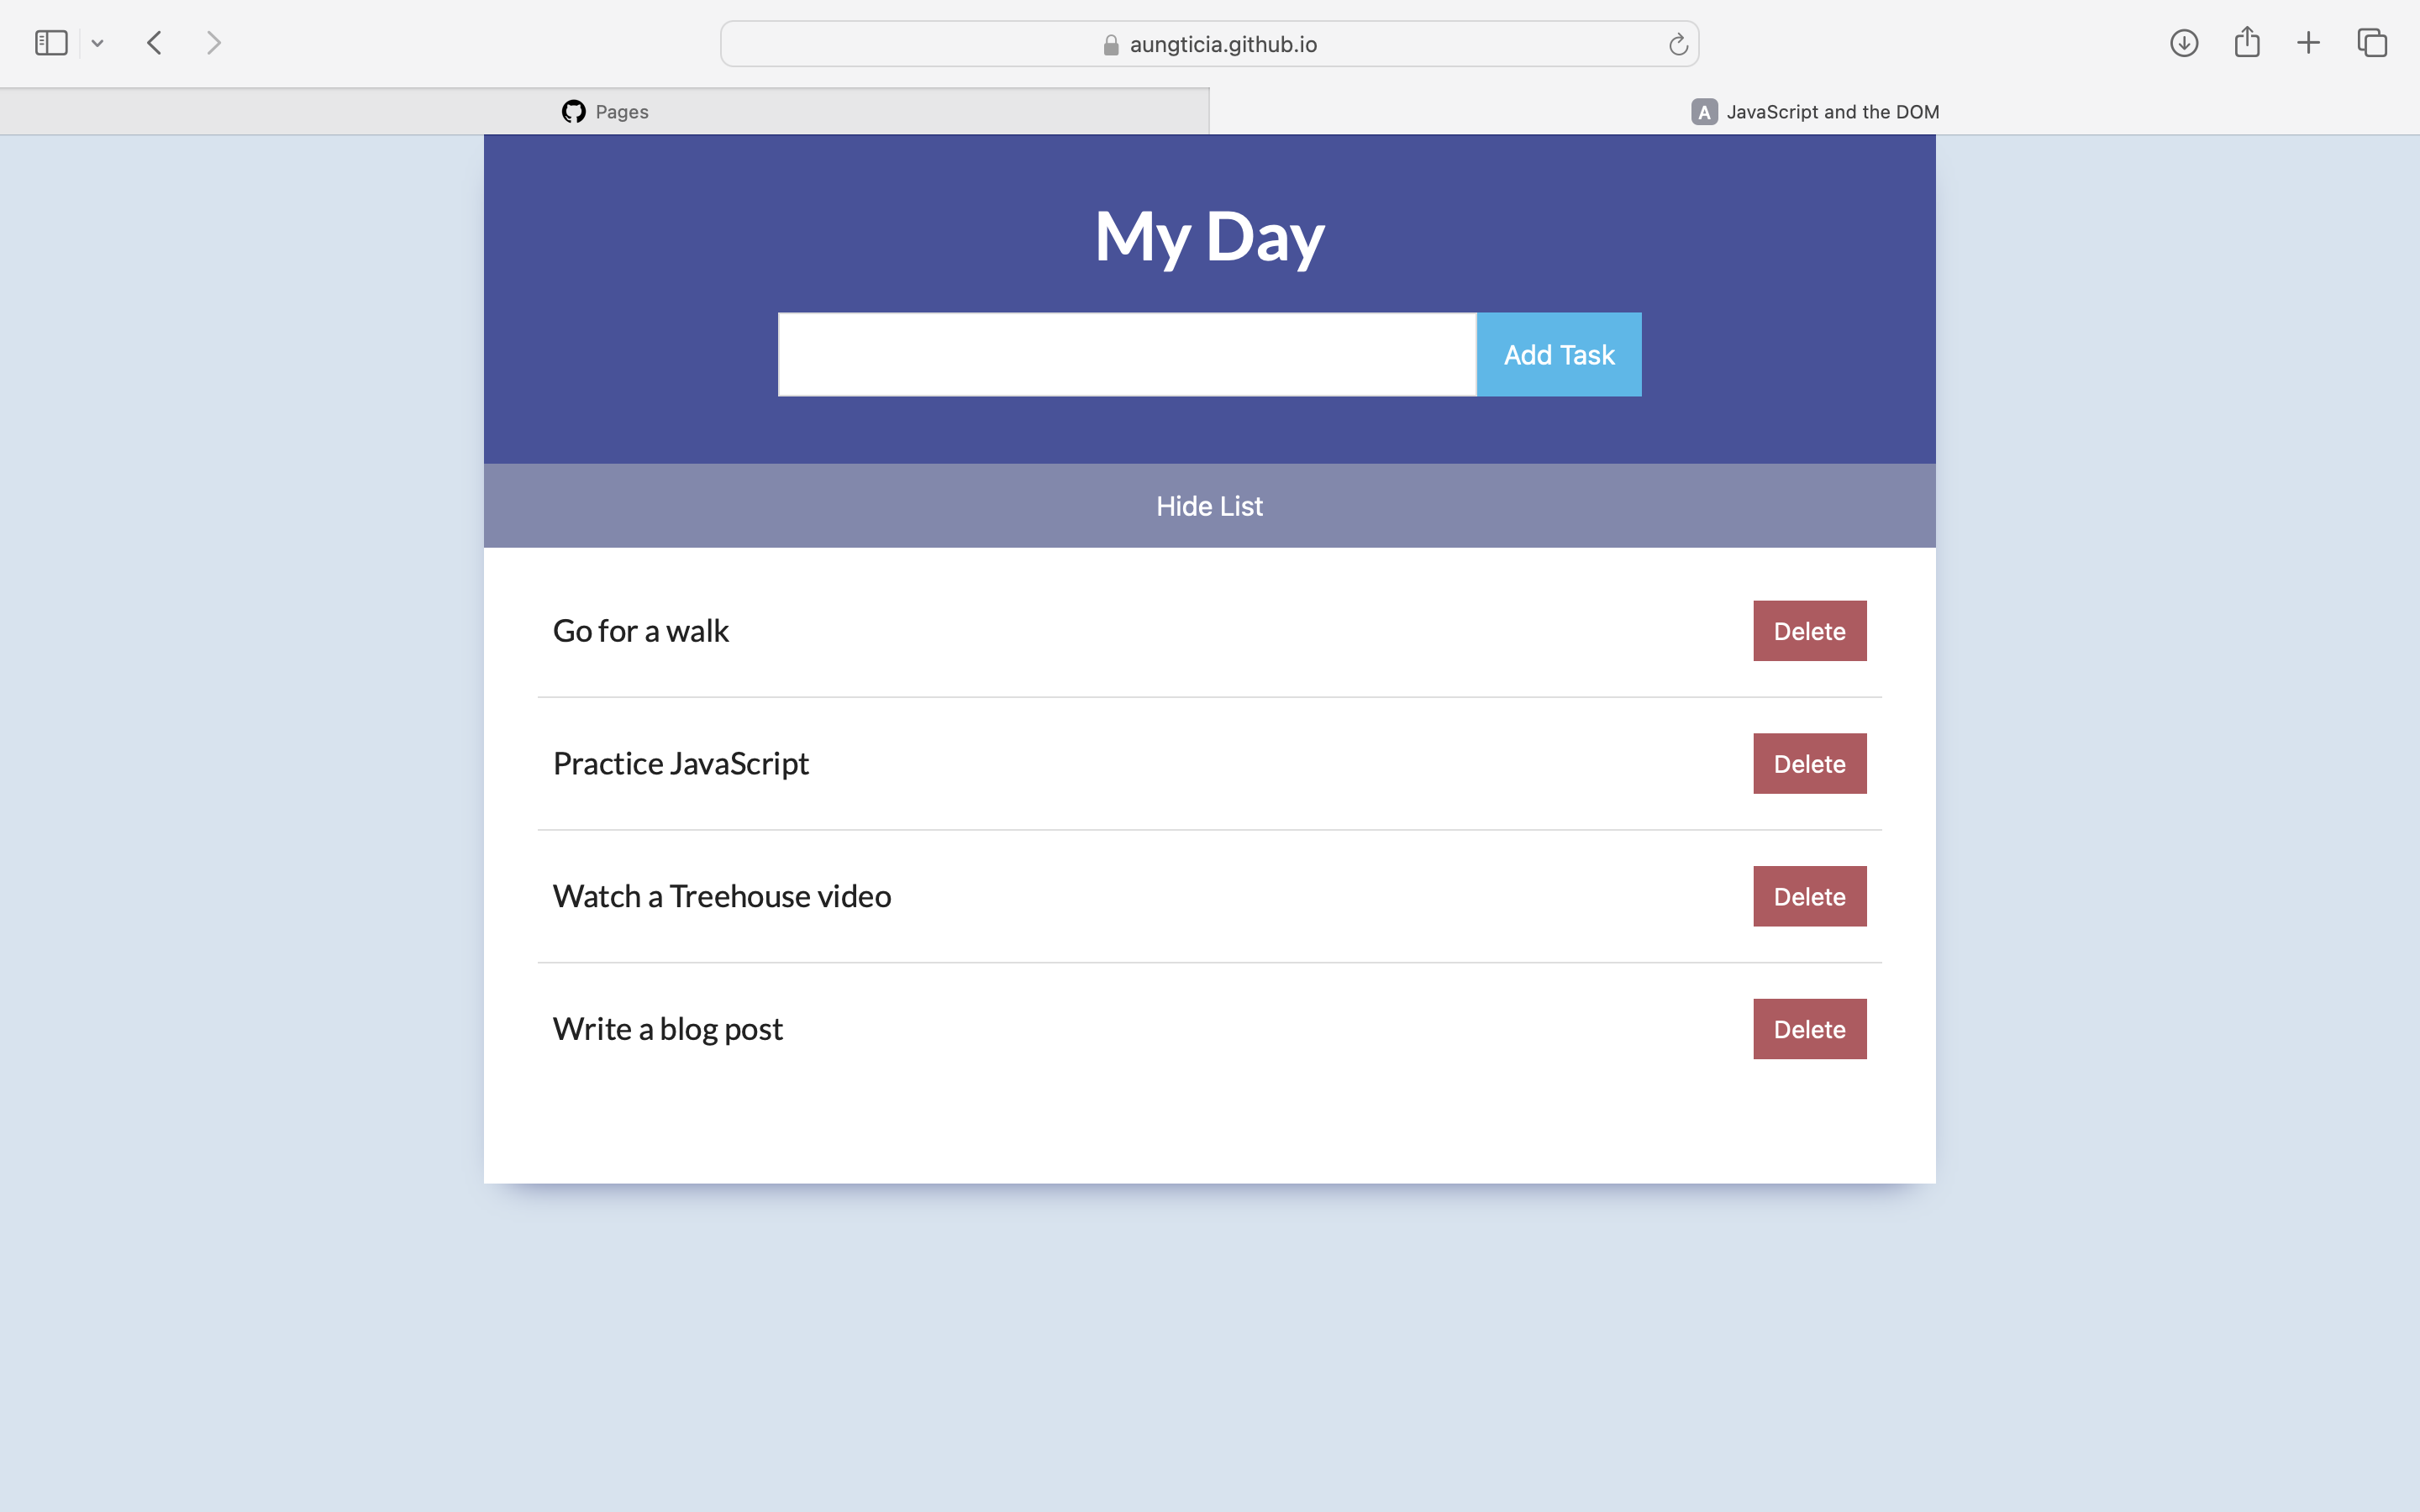 aungticia.github.io
Pages
A JavaScript and the DOM
My Day
Add Task
Hide List
Go for a walk Delete
Practice JavaScript Delete
Watch a Treehouse video Delete
Write a blog post Delete